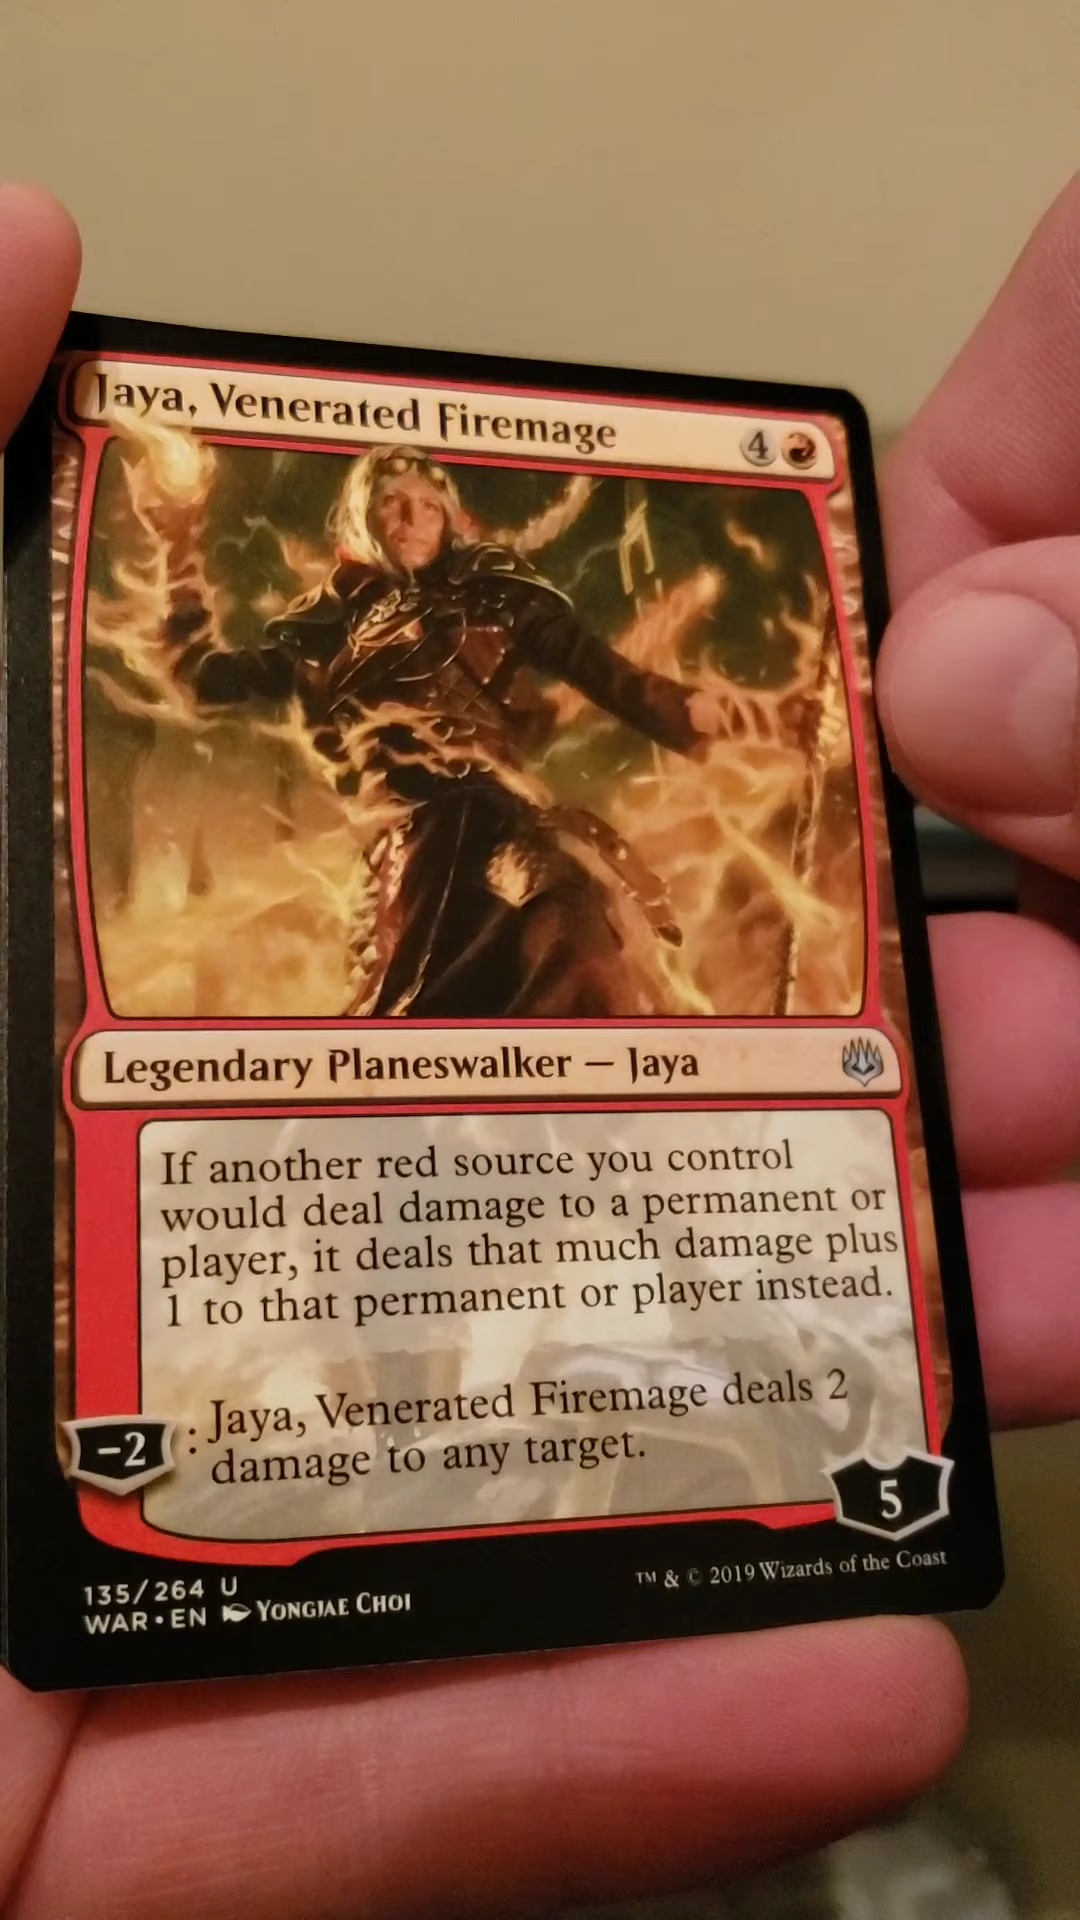 Jaya, Venerated Firemage
4
Legendary Planeswalker — Jaya
If another red source you control
would deal damage to a permanent or
player, it deals that much damage plus
1 to that permanent or player instead.
-2 : Jaya, Venerated Firemage deals 2
damage to any target.
5
135/264 U
WAR • EN YONGJAE CHOI
™ & © 2019 Wizards of the Coast